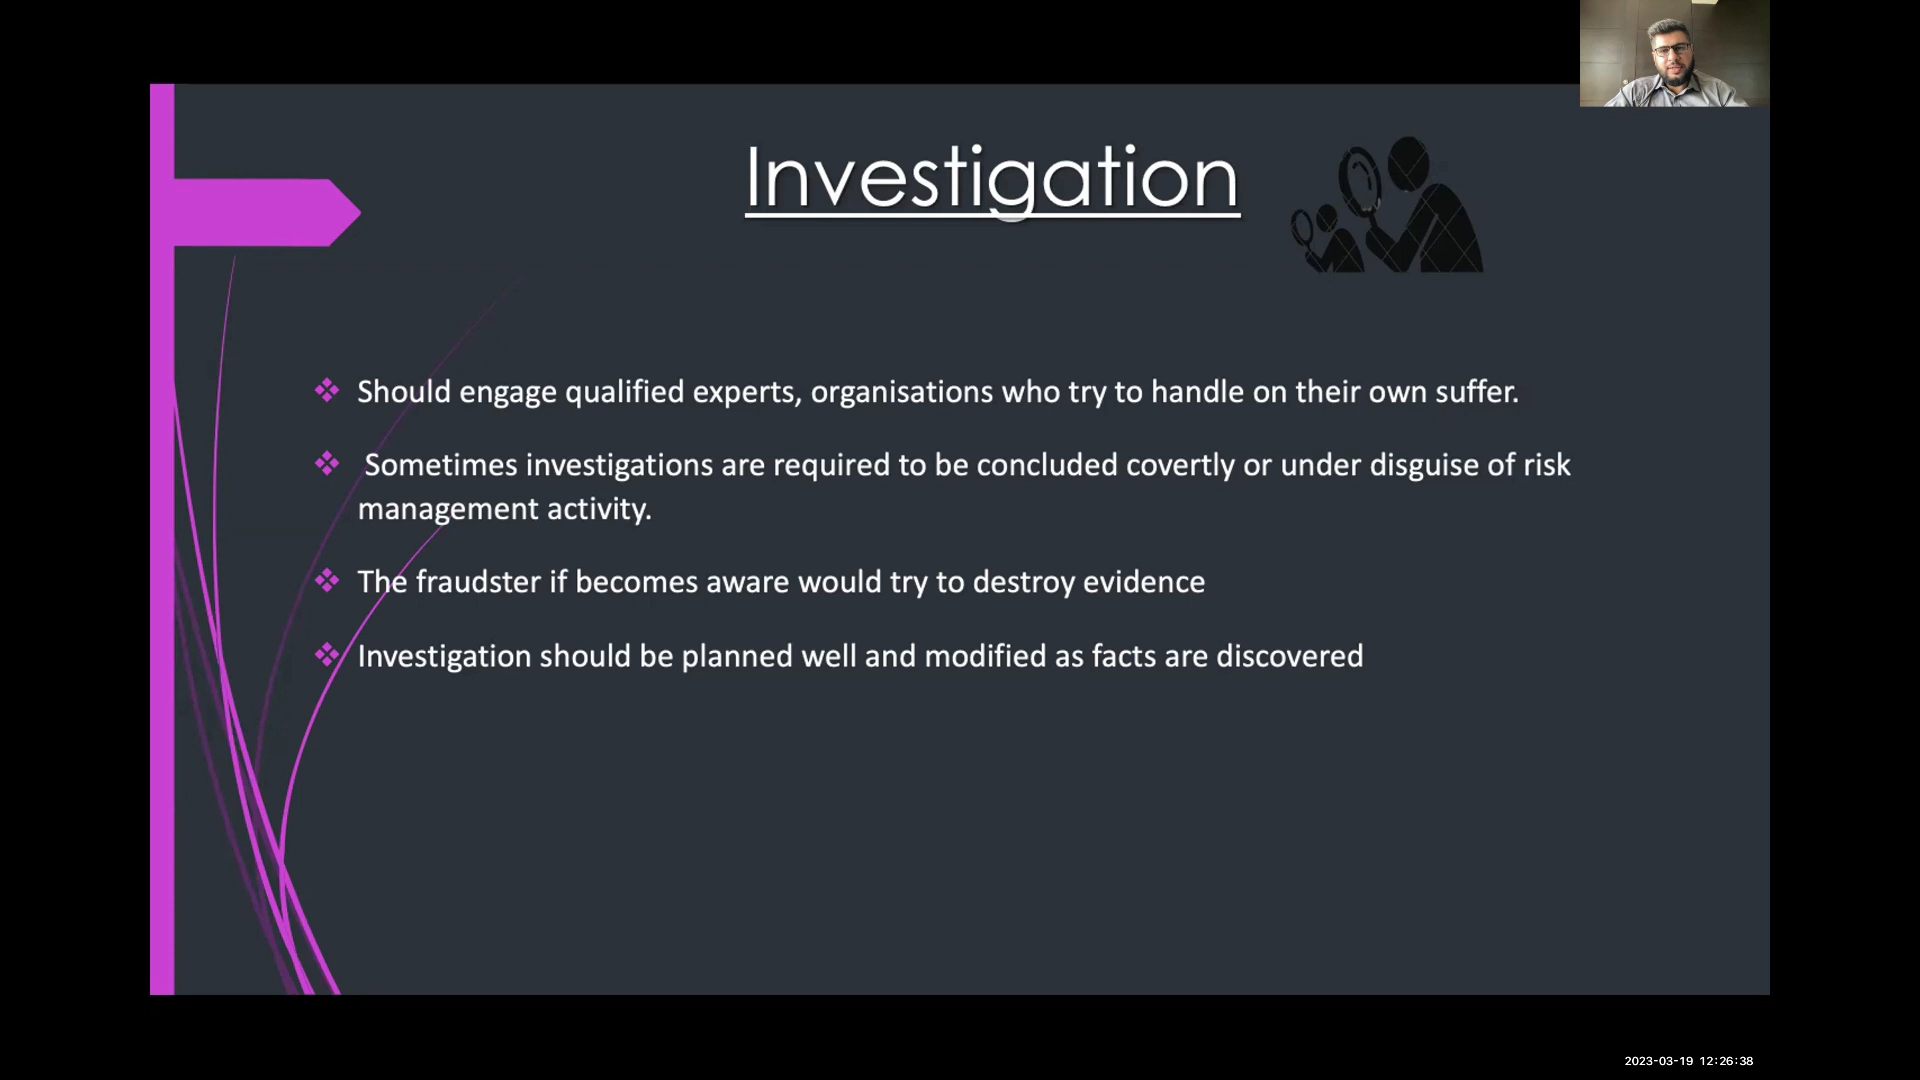 Investigation
Should engage qualified experts, organisations who try to handle on their own suffer.
Sometimes investigations are required to be concluded covertly or under disguise of risk
management activity.
The fraudster if becomes aware would try to destroy evidence
Investigation should be planned well and modified as facts are discovered
2023-03-19 12:26:38